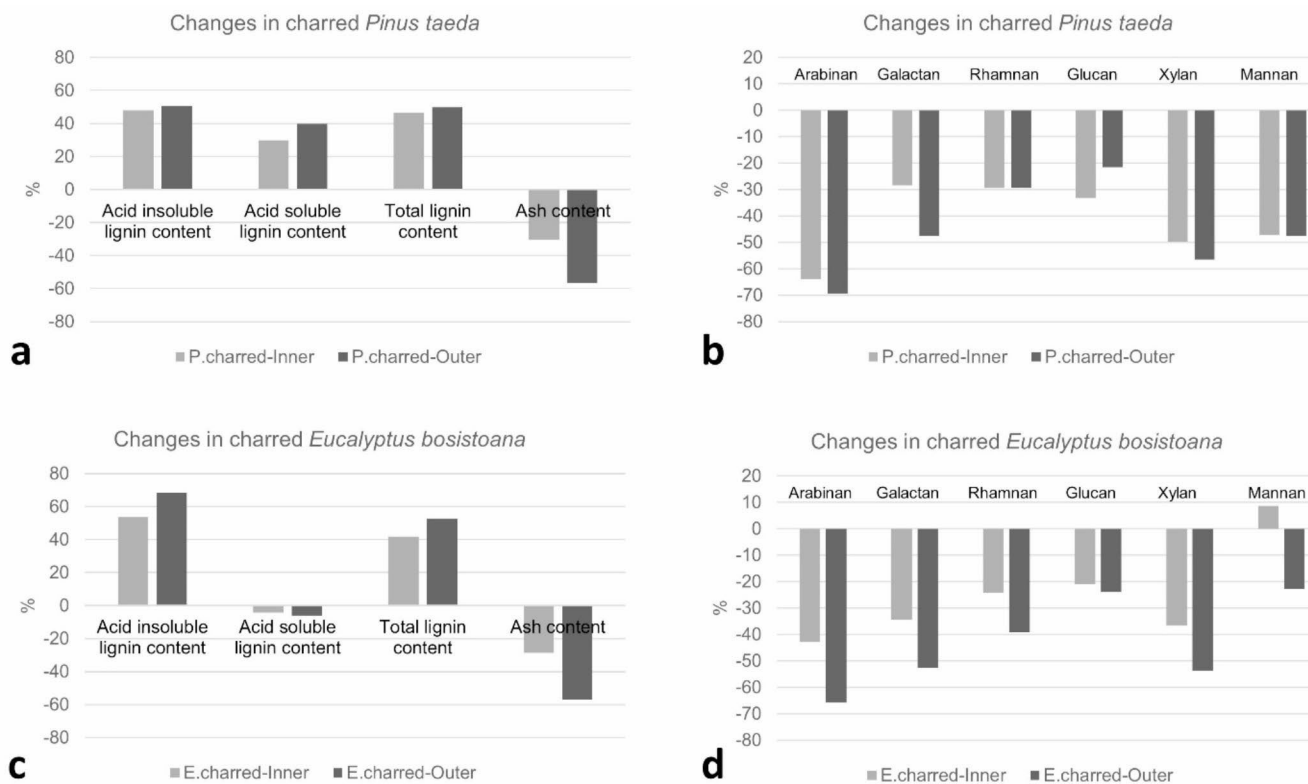 Changes in charred Pinus taeda
80
60
40
20
0
-20
-40
-60
-80
%
Acid insoluble
lignin content
Acid soluble
lignin content
Total lignin
content
Ash content
P.charred-Inner P.charred-Outer
a
Changes in charred Pinus taeda
20
10
0
-10
-20
-30
-40
-50
-60
-70
-80
%
Arabinan Galactan Rhamnan Glucan Xylan Mannan
P.charred-Inner P.charred-Outer
b
Changes in charred Eucalyptus bosistoana
80
60
40
20
0
-20
-40
-60
-80
%
Acid insoluble
lignin content
Acid soluble
lignin content
Total lignin
content
Ash content
E.charred-Inner E.charred-Outer
c
Changes in charred Eucalyptus bosistoana
20
10
0
-10
-20
-30
-40
-50
-60
-70
-80
%
Arabinan Galactan Rhamnan Glucan Xylan Mannan
E.charred-Inner E.charred-Outer
d